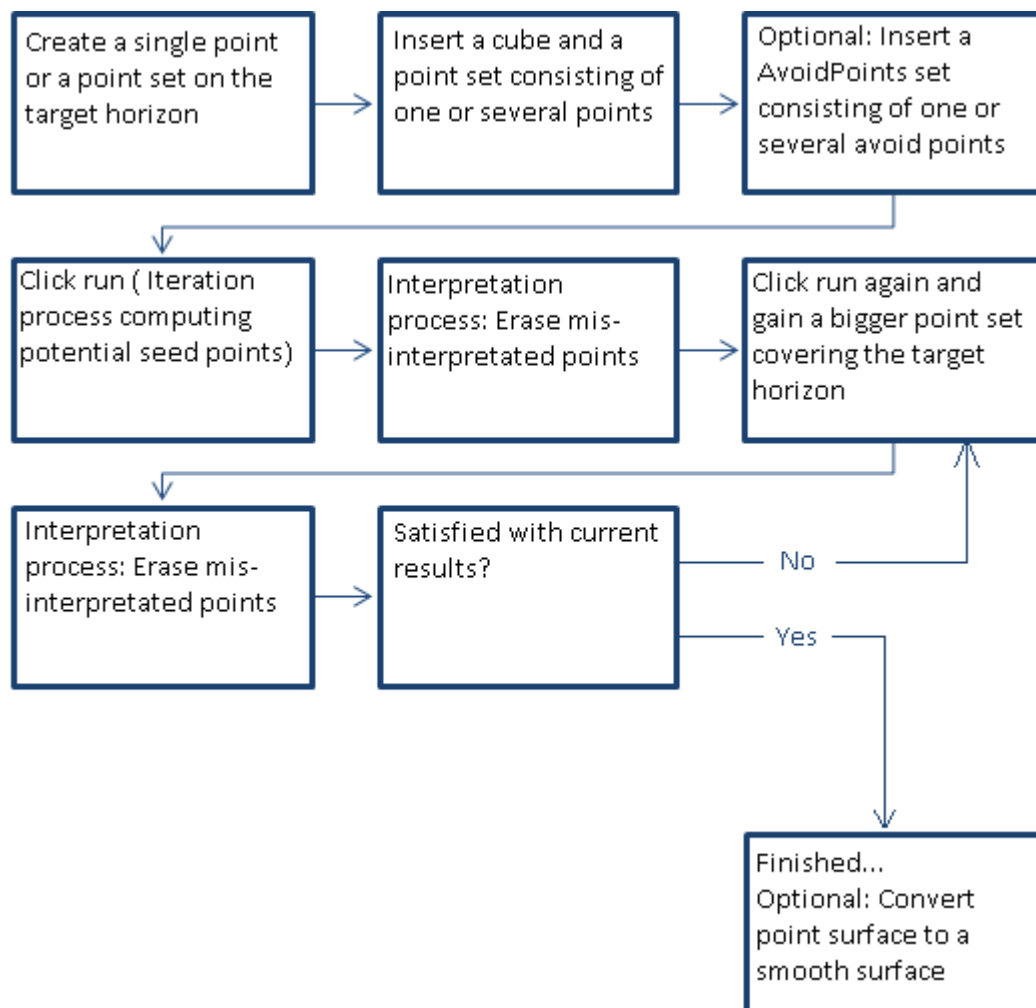 Create a single point
or a point set on the
target horizon
Insert a cube and a
point set consisting of
one or several points
Optional: Insert a
AvoidPoints set
consisting of one or
several avoid points
Click run ( Iteration
process computing
potential seed points)
Interpretation
process: Erase mis-
interpretated points
Click run again and
gain a bigger point set
covering the target
horizon
Interpretation
process: Erase mis-
interpretated points
Satisfied with current
results?
No
Yes
Finished...
Optional: Convert
point surface to a
smooth surface